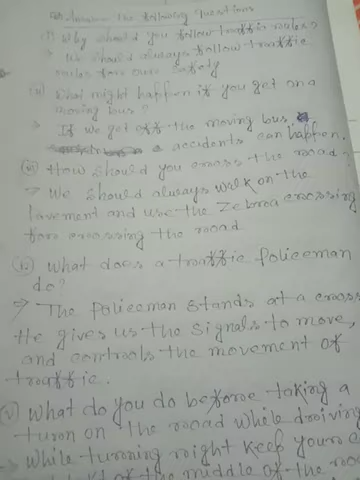 Answer the following questions
(i) Why should you follow traffic rules?
→ We should always follow traffic
rules for our safety
(ii) What might happen if you get on a
moving bus?
→ If we get off the moving bus
accidents can happen.
(iii) How should you cross the road?
→ We should always walk on the
Pavement and use the Zebra crossing
for crossing the road
(iv) What does a traffic Policeman
do?
→ The Policeman stands at a cross
He gives us the signals to move,
and controls the movement of
traffic.
(v) What do you do before taking a
turn on the road while driving
→ While turning right keep your
of the middle of the road